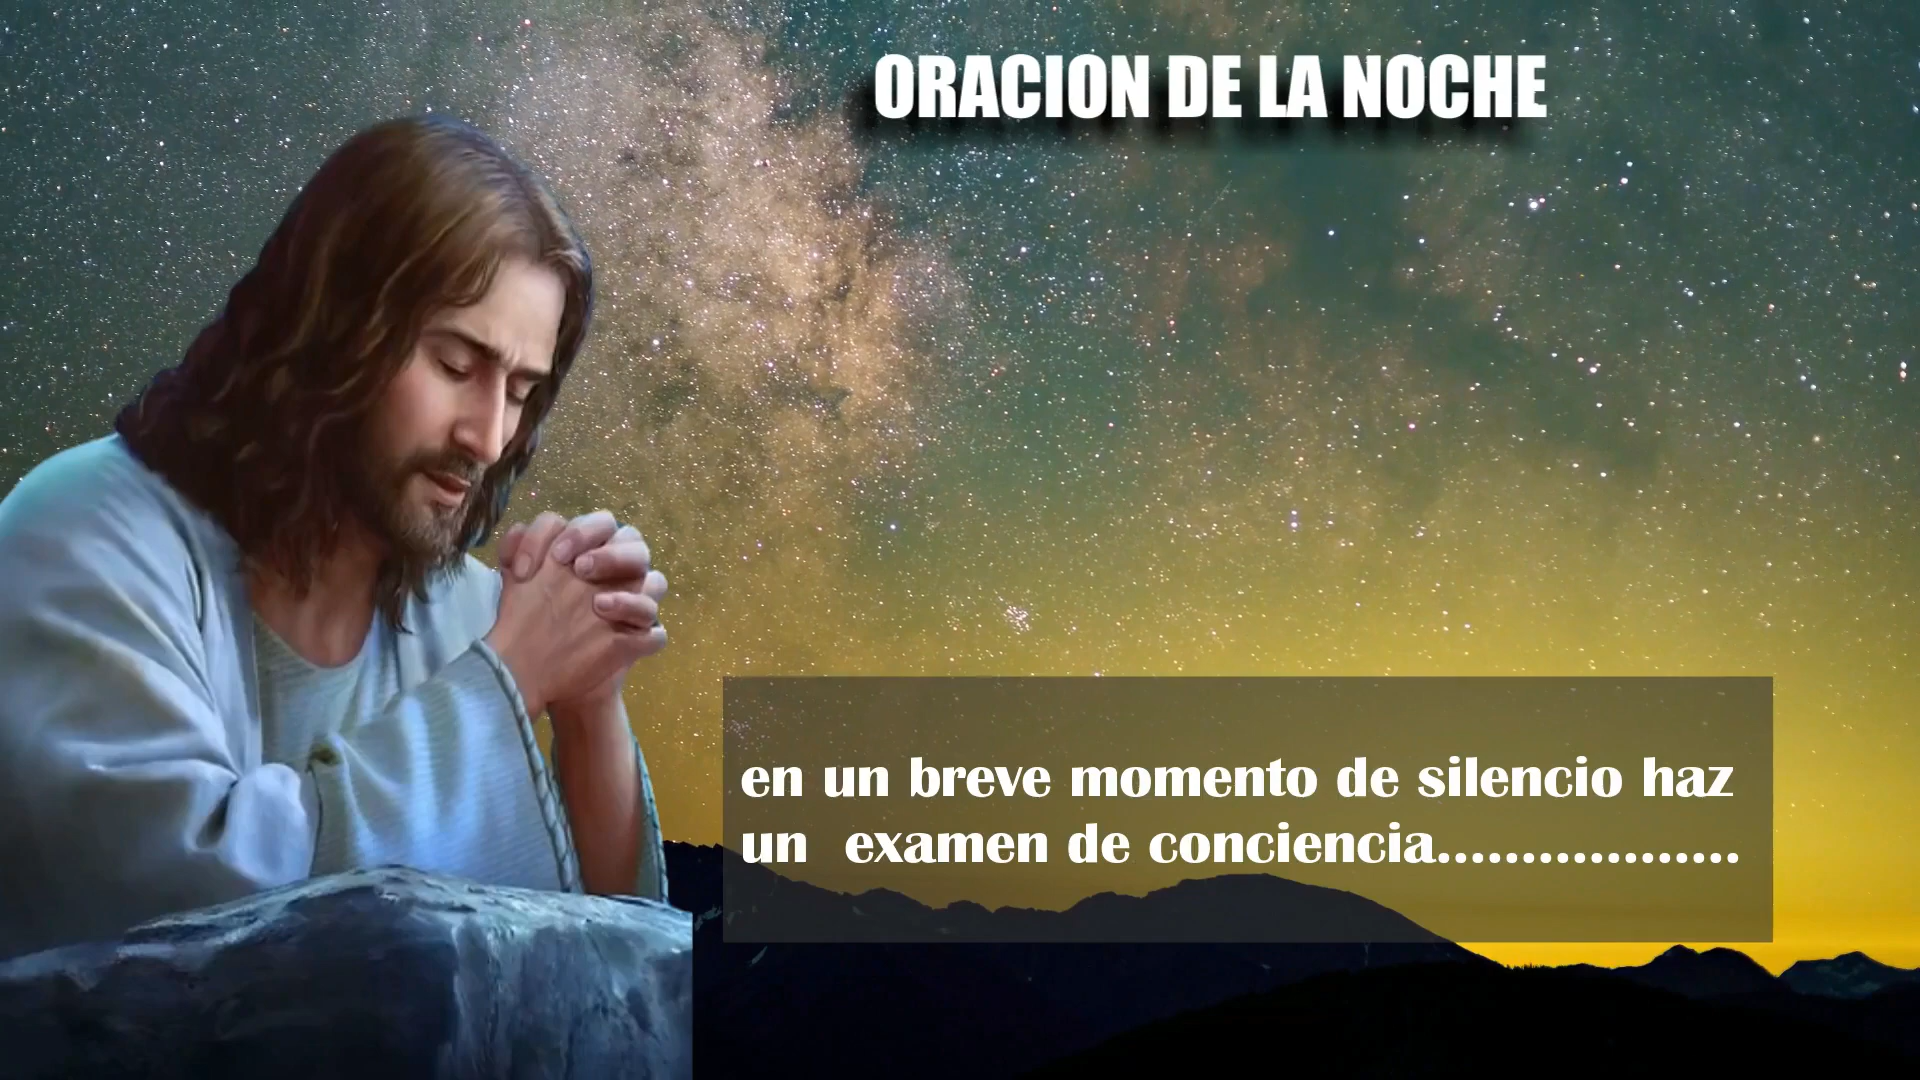 ORACION DE LA NOCHE
en un breve momento de silencio haz
un  examen de conciencia..................